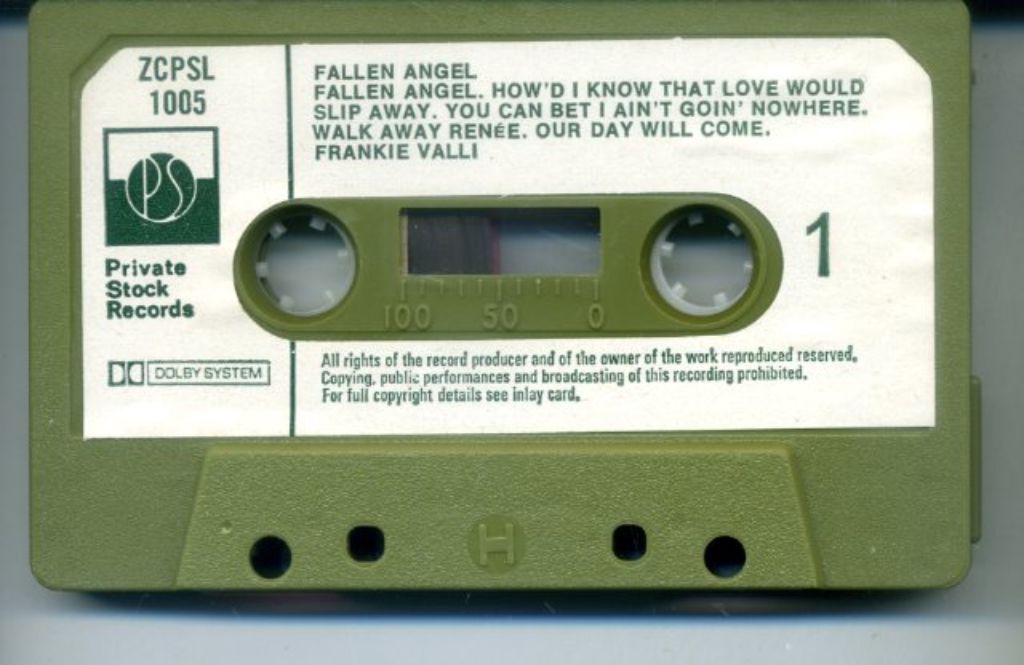 ZCPSL
1005
PS
Private
Stock
Records
DOLBY SYSTEM
FALLEN ANGEL
FALLEN ANGEL. HOW'D I KNOW THAT LOVE WOULD
SLIP AWAY. YOU CAN BET I AIN'T GOIN' NOWHERE.
WALK AWAY RENÉE. OUR DAY WILL COME.
FRANKIE VALLI
1
100 50 0
All rights of the record producer and of the owner of the work reproduced reserved.
Copying, public performances and broadcasting of this recording prohibited.
For full copyright details see inlay card.
H